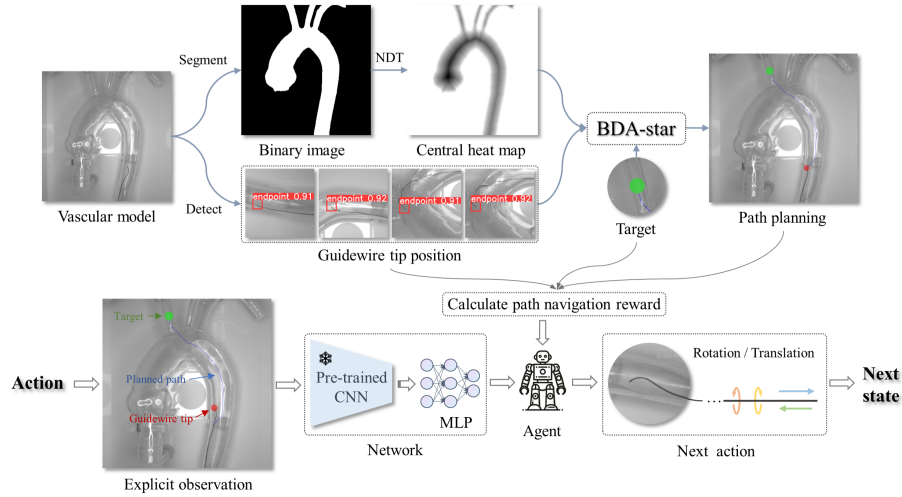 Segment
NDT
Binary image
Central heat map
BDA-star
Vascular model
Detect
endpoint 0.91
endpoint 0.92
endpoint 0.91
endpoint 0.92
Guidewire tip position
Target
Path planning
Calculate path navigation reward
Action
Target
Planned path
Guidewire tip
Explicit observation
Pre-trained
CNN
MLP
Network
Agent
Rotation / Translation
Next action
Next
state